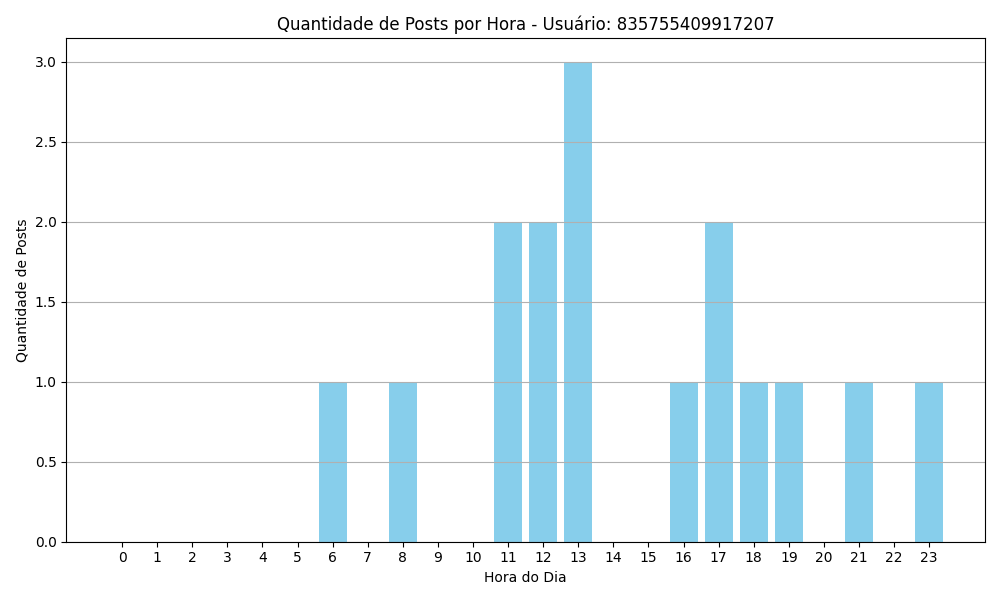 Quantidade de Posts por Hora - Usuário: 835755409917207
Quantidade de Posts
3.0
2.5
2.0
1.5
1.0
0.5
0.0
0 1 2 3 4 5 6 7 8 9 10 11 12 13 14 15 16 17 18 19 20 21 22 23
Hora do Dia